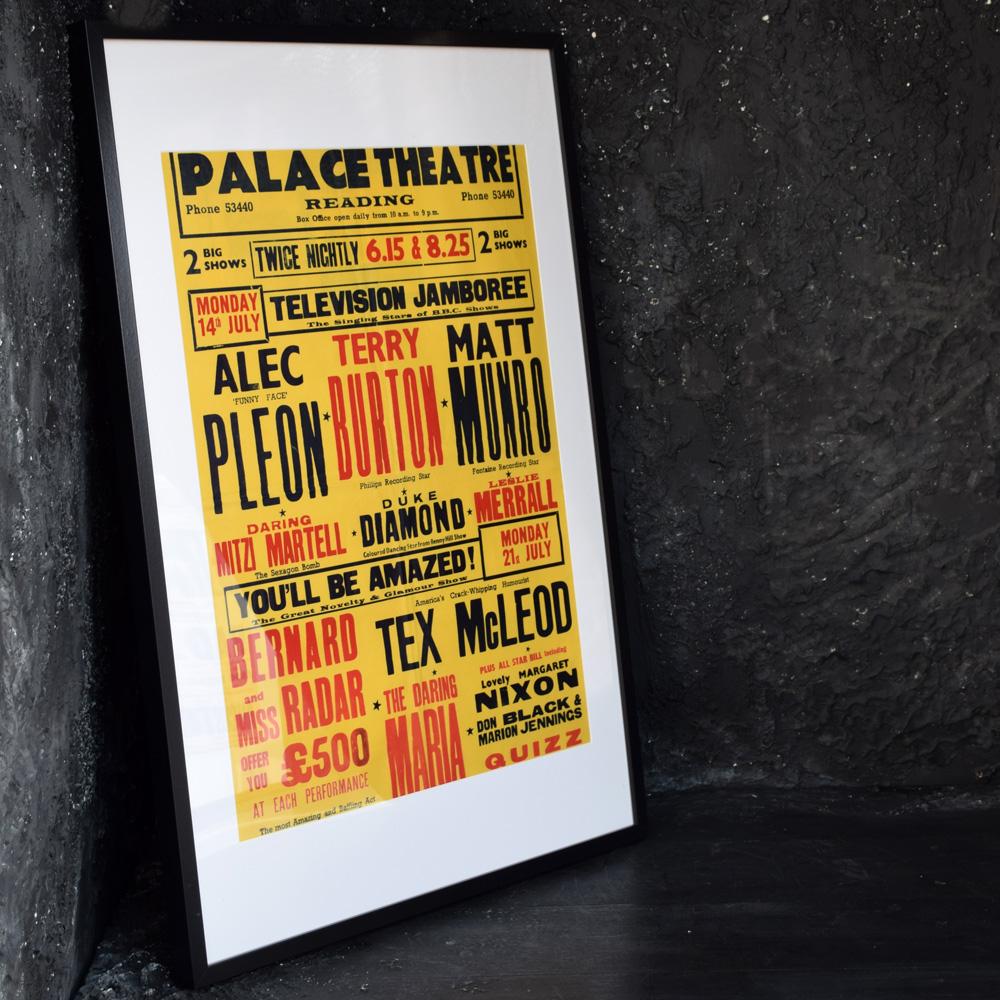 PALACE THEATRE
Phone 53440 READING Phone 53440
Box Office open daily from 10 a.m. to 9 p.m.
2 BIG SHOWS TWICE NIGHTLY 6.15 & 8.25 2 BIG SHOWS
MONDAY 14th JULY
TELEVISION JAMBOREE
The Singing Stars of B.B.C. Shows
ALEC
'FUNNY FACE'
PLEON
TERRY
BURTON
Philips Recording Star
MATT
MUNRO
Fontaine Recording Star
DARING
MITZI MARTELL
The Sexagon Bomb
DUKE
DIAMOND
Coloured Dancing Star from Benny Hill Show
LESLIE
MERRALL
YOU'LL BE AMAZED!
The Great Novelty & Glamour Show
MONDAY
21st JULY
BERNARD
and
MISS RADAR
OFFER
YOU £500
AT EACH PERFORMANCE
The most Amazing and Baffling Act
America's Crack-Whipping Humourist
TEX McLEOD
THE DARING
MARIA
PLUS ALL STAR BILL including
Lovely MARGARET
NIXON
DON BLACK &
MARION JENNINGS
QUIZZ